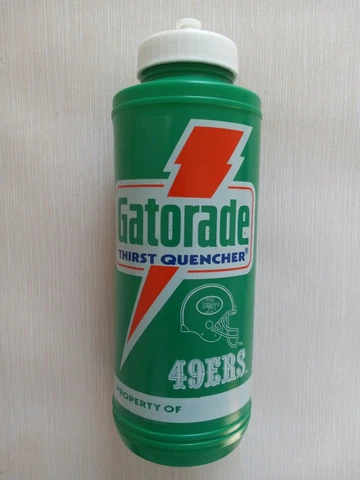 Gatorade
THIRST QUENCHER®
49ERS
PROPERTY OF